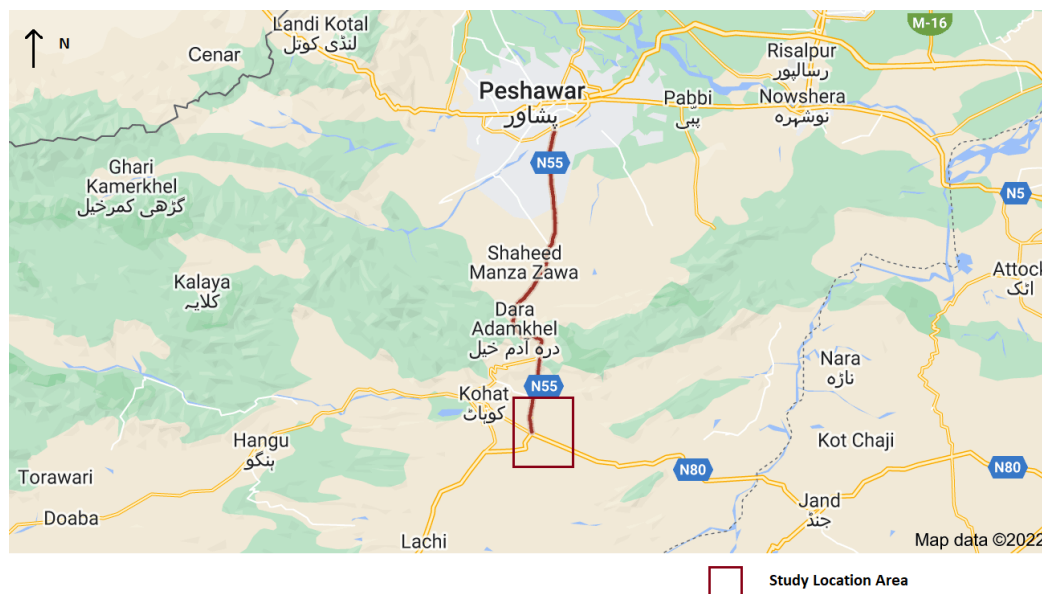 N
Landi Kotal
لنڈی کوتل
Cenar
M-16
Risalpur
رسالپور
Peshawar
پشاور
Pabbi
پبّی
Nowshera
نوشہرہ
N55
Ghari
Kamerkhel
گڑھی کمرخیل
N5
Shaheed
Manza Zawa
Kalaya
کلایہ
Attock
اٹک
Dara
Adamkhel
درہ آدم خیل
Nara
ناڑہ
N55
Kohat
کوہاٹ
Hangu
ہنگو
Kot Chaji
Torawari
N80
N80
Jand
جنڈ
Doaba
Lachi
Map data ©2022
Study Location Area